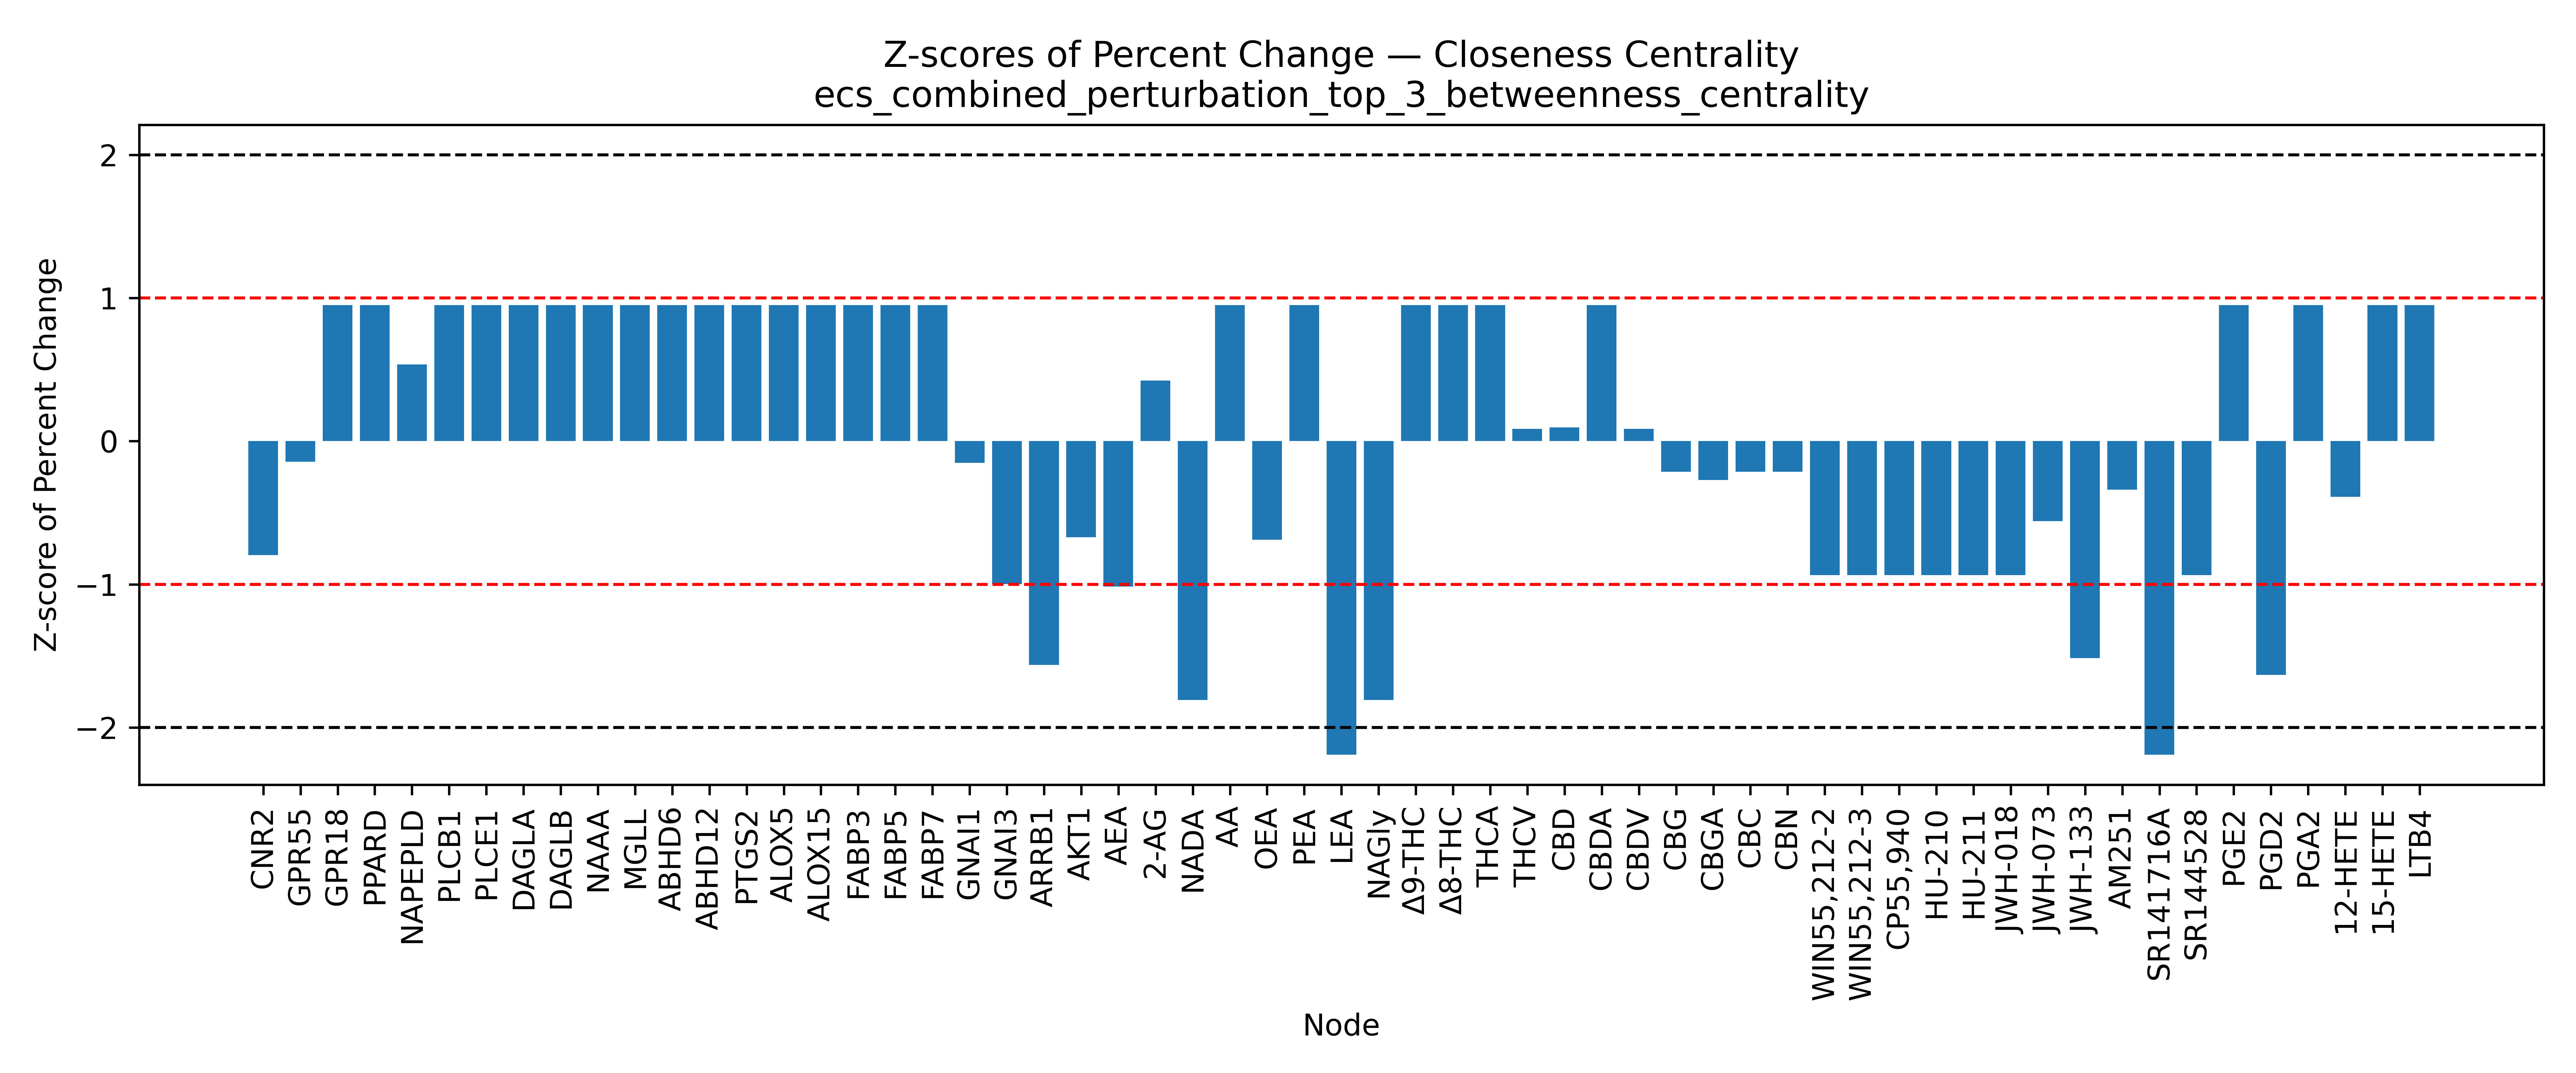 Z-scores of Percent Change — Closeness Centrality
ecs_combined_perturbation_top_3_betweenness_centrality
Z-score of Percent Change
2
1
0
−1
−2
CNR2
GPR55
GPR18
PPARD
NAPEPLD
PLCB1
PLCE1
DAGLA
DAGLB
NAAA
MGLL
ABHD6
ABHD12
PTGS2
ALOX5
ALOX15
FABP3
FABP5
FABP7
GNAI1
GNAI3
ARRB1
AKT1
AEA
2-AG
NADA
AA
OEA
PEA
LEA
NAGly
Δ9-THC
Δ8-THC
THCA
THCV
CBD
CBDA
CBDV
CBG
CBGA
CBC
CBN
WIN55,212-2
WIN55,212-3
CP55,940
HU-210
HU-211
JWH-018
JWH-073
JWH-133
AM251
SR141716A
SR144528
PGE2
PGD2
PGA2
12-HETE
15-HETE
LTB4
Node